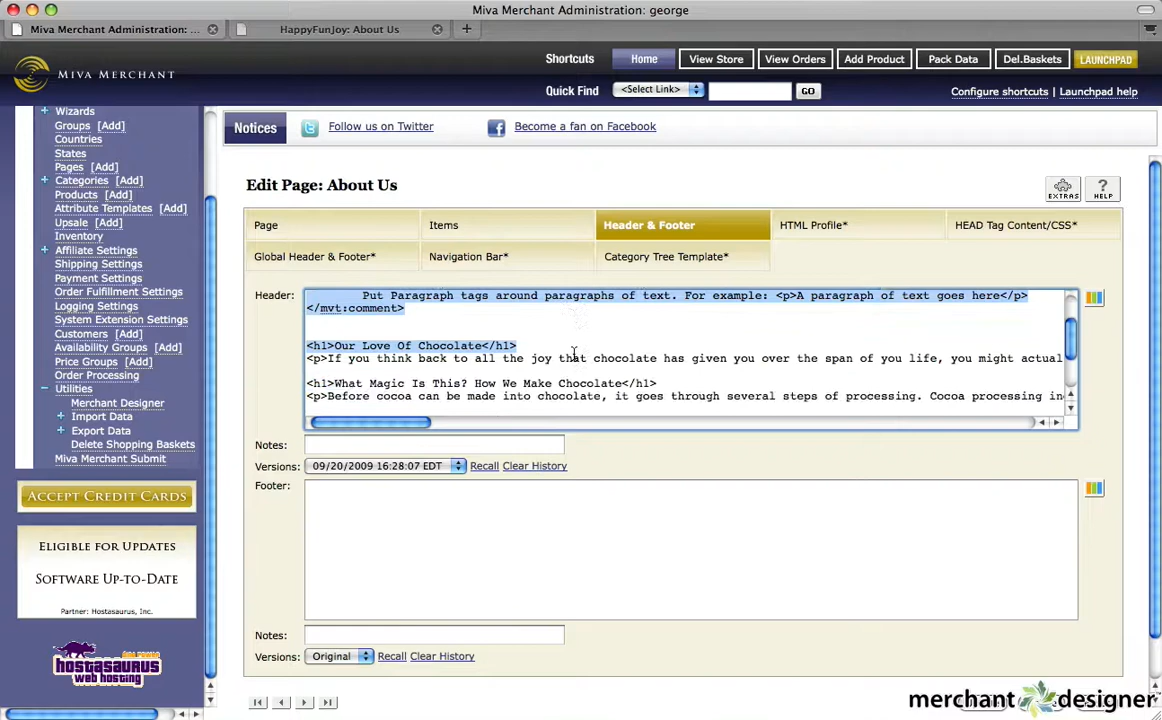 Miva Merchant Administration: george
Miva Merchant Administration: ...
HappyFunJoy: About Us
MIVA MERCHANT
Shortcuts Home View Store View Orders Add Product Pack Data Del.Baskets LAUNCHPAD
Quick Find <Select Link> GO Configure shortcuts | Launchpad help
Wizards
Groups [Add]
Countries
States
Pages [Add]
Categories [Add]
Products [Add]
Attribute Templates [Add]
Upsale [Add]
Inventory
Affiliate Settings
Shipping Settings
Payment Settings
Order Fulfillment Settings
Logging Settings
System Extension Settings
Customers [Add]
Availability Groups [Add]
Price Groups [Add]
Order Processing
Utilities
Merchant Designer
Import Data
Export Data
Delete Shopping Baskets
Miva Merchant Submit
ACCEPT CREDIT CARDS
ELIGIBLE FOR UPDATES
SOFTWARE UP-TO-DATE
Partner: Hostasaurus, Inc.
hostasaurus
web hosting
Notices Follow us on Twitter Become a fan on Facebook
Edit Page: About Us
EXTRAS HELP
Page Items Header & Footer HTML Profile* HEAD Tag Content/CSS*
Global Header & Footer* Navigation Bar* Category Tree Template*
Header:
Put Paragraph tags around paragraphs of text. For example: <p>A paragraph of text goes here</p>
</mvt:comment>
<h1>Our Love Of Chocolate</h1>
<p>If you think back to all the joy that chocolate has given you over the span of you life, you might actual
<h1>What Magic Is This? How We Make Chocolate</h1>
<p>Before cocoa can be made into chocolate, it goes through several steps of processing. Cocoa processing in
Notes:
Versions: 09/20/2009 16:28:07 EDT Recall Clear History
Footer:
Notes:
Versions: Original Recall Clear History
merchant designer